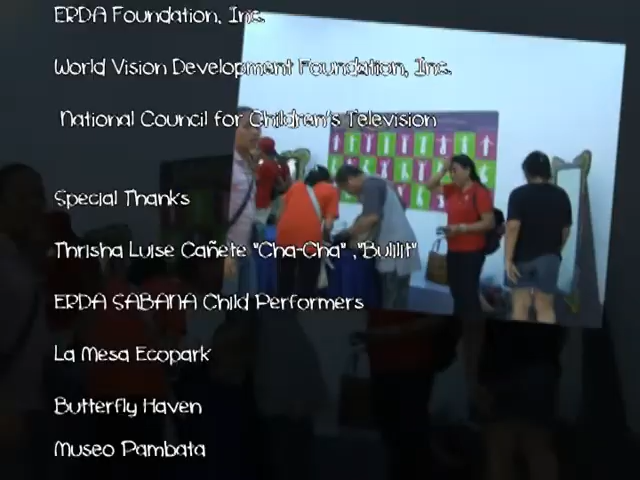 ERDA Foundation, Inc.
World Vision Development Foundation, Inc.
National Council for Children's Television
Special Thanks
Thrisha Luise Cañete "Cha-Cha" ,"Bulilit"
ERDA SABANA Child Performers
La Mesa Ecopark
Butterfly Haven
Museo Pambata